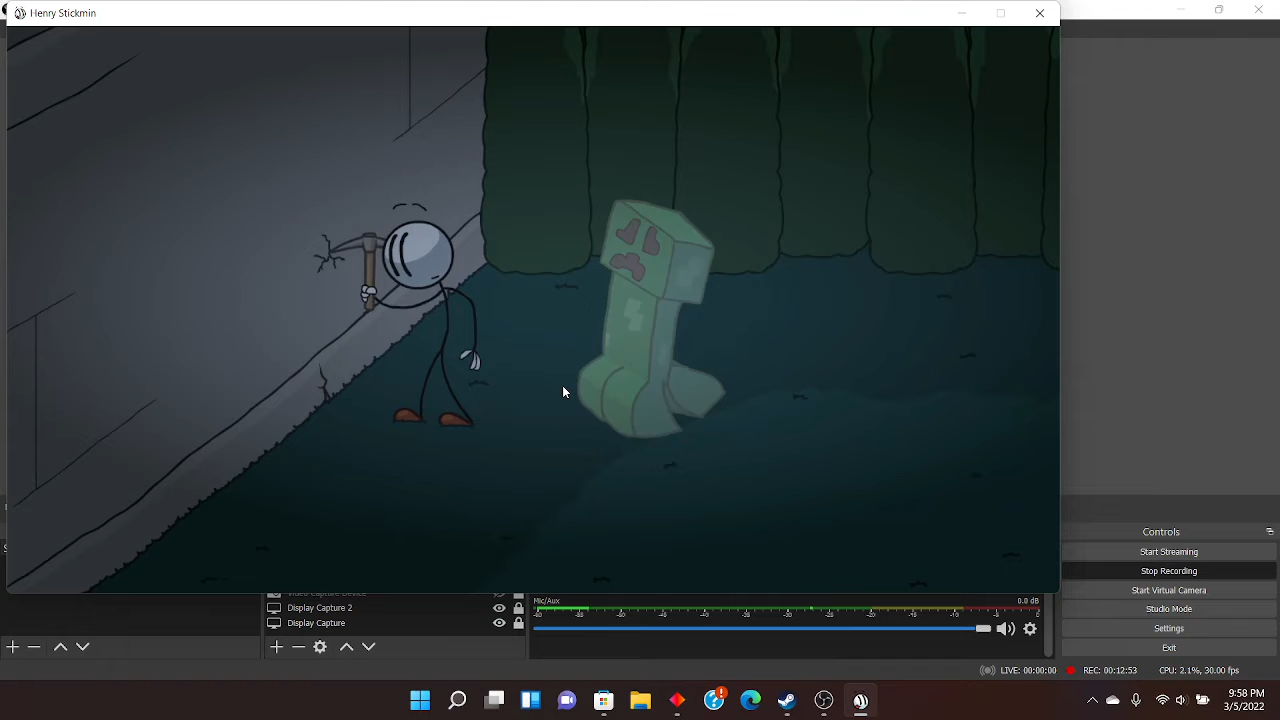 Henry Stickmin
Controls
Start Streaming
Stop Recording
Start Virtual Camera
Studio Mode
Settings
Exit
Display Capture 2
Display Capture
Mic/Aux
0.0 dB
LIVE: 00:00:00
REC: 00:12:53
CPU: 2.1%, 30.00 fps
9:58 PM
3/5/2022